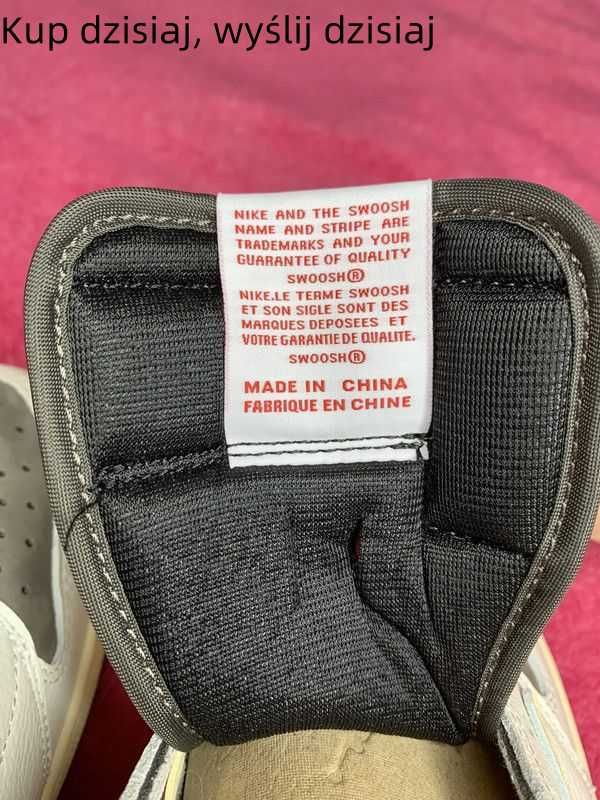 Kup dzisiaj, wyślij dzisiaj
NIKE AND THE SWOOSH
NAME AND STRIPE ARE
TRADEMARKS AND YOUR
GUARANTEE OF QUALITY
SWOOSH®
NIKE.LE TERME SWOOSH
ET SON SIGLE SONT DES
MARQUES DEPOSEES ET
VOTRE GARANTIE DE QUALITE.
SWOOSH®
MADE IN CHINA
FABRIQUE EN CHINE